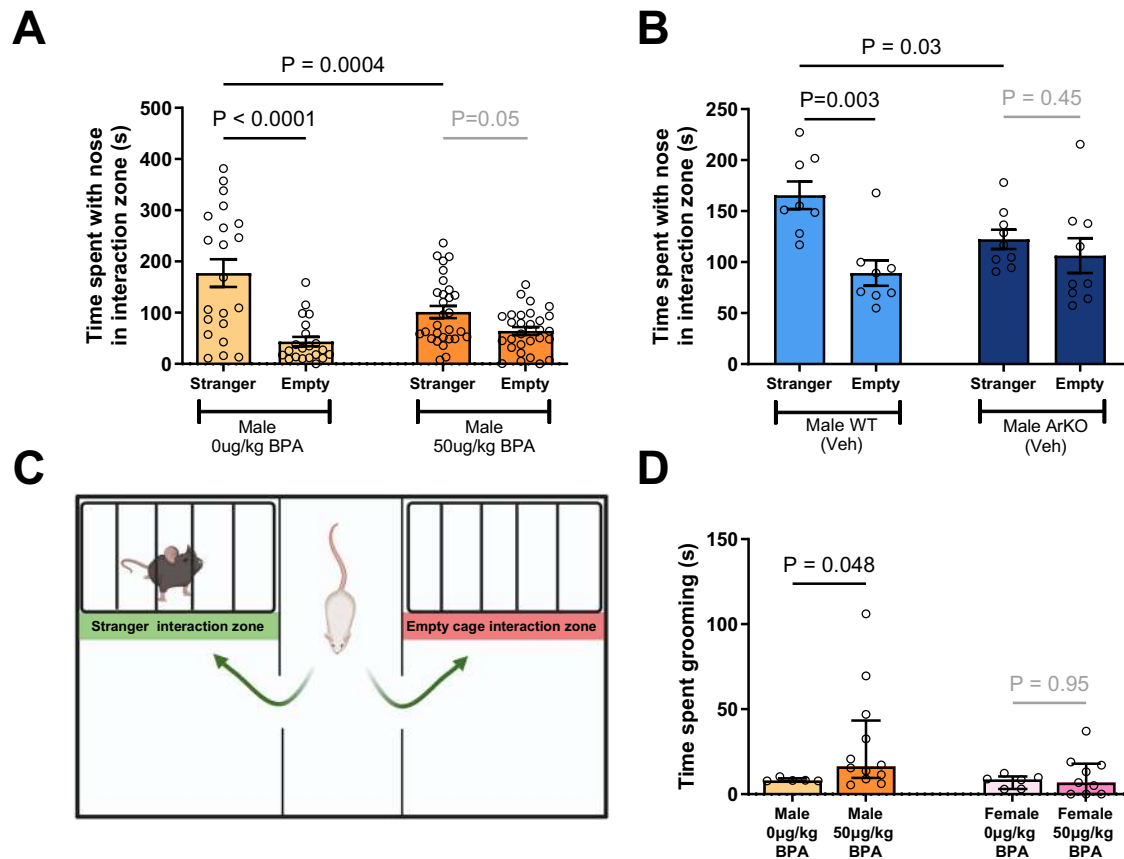 A
P = 0.0004
P < 0.0001
P=0.05
Time spent with nose
in interaction zone (s)
500
400
300
200
100
0
Stranger
Empty
Stranger
Empty
Male
0ug/kg BPA
Male
50ug/kg BPA
B
P = 0.03
P=0.003
P = 0.45
Time spent with nose
in interaction zone (s)
250
200
150
100
50
0
Stranger
Empty
Stranger
Empty
Male WT
(Veh)
Male ArKO
(Veh)
C
Stranger interaction zone
Empty cage interaction zone
D
P = 0.048
P = 0.95
Time spent grooming (s)
150
100
50
0
Male
0µg/kg
BPA
Male
50µg/kg
BPA
Female
0µg/kg
BPA
Female
50µg/kg
BPA